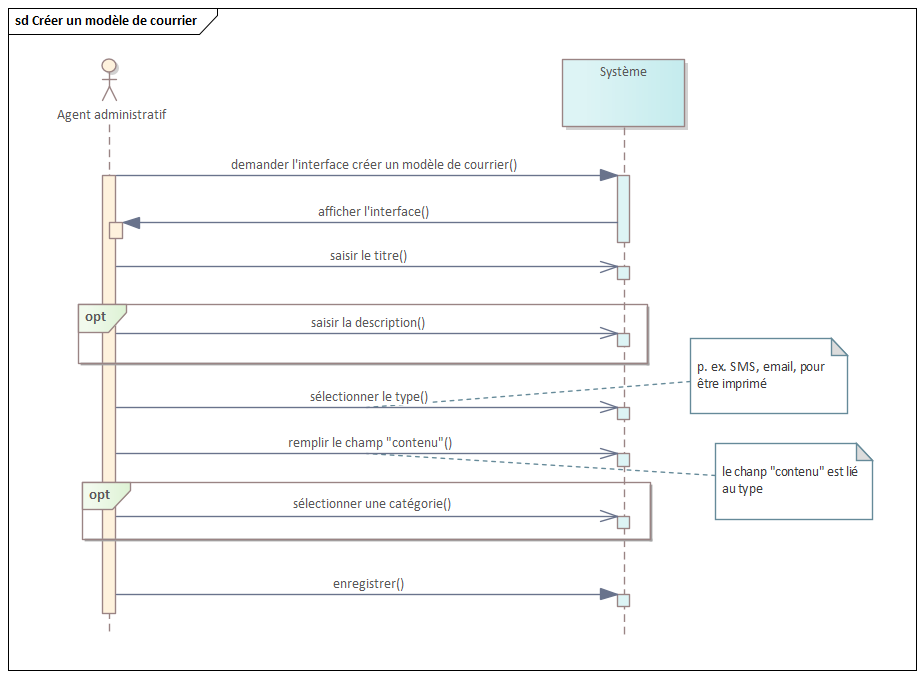 sd Créer un modèle de courrier
Système
Agent administratif
demander l'interface créer un modèle de courrier()
afficher l'interface()
saisir le titre()
opt
saisir la description()
p. ex. SMS, email, pour
être imprimé
sélectionner le type()
remplir le champ "contenu"()
le chanp "contenu" est lié
au type
opt
sélectionner une catégorie()
enregistrer()